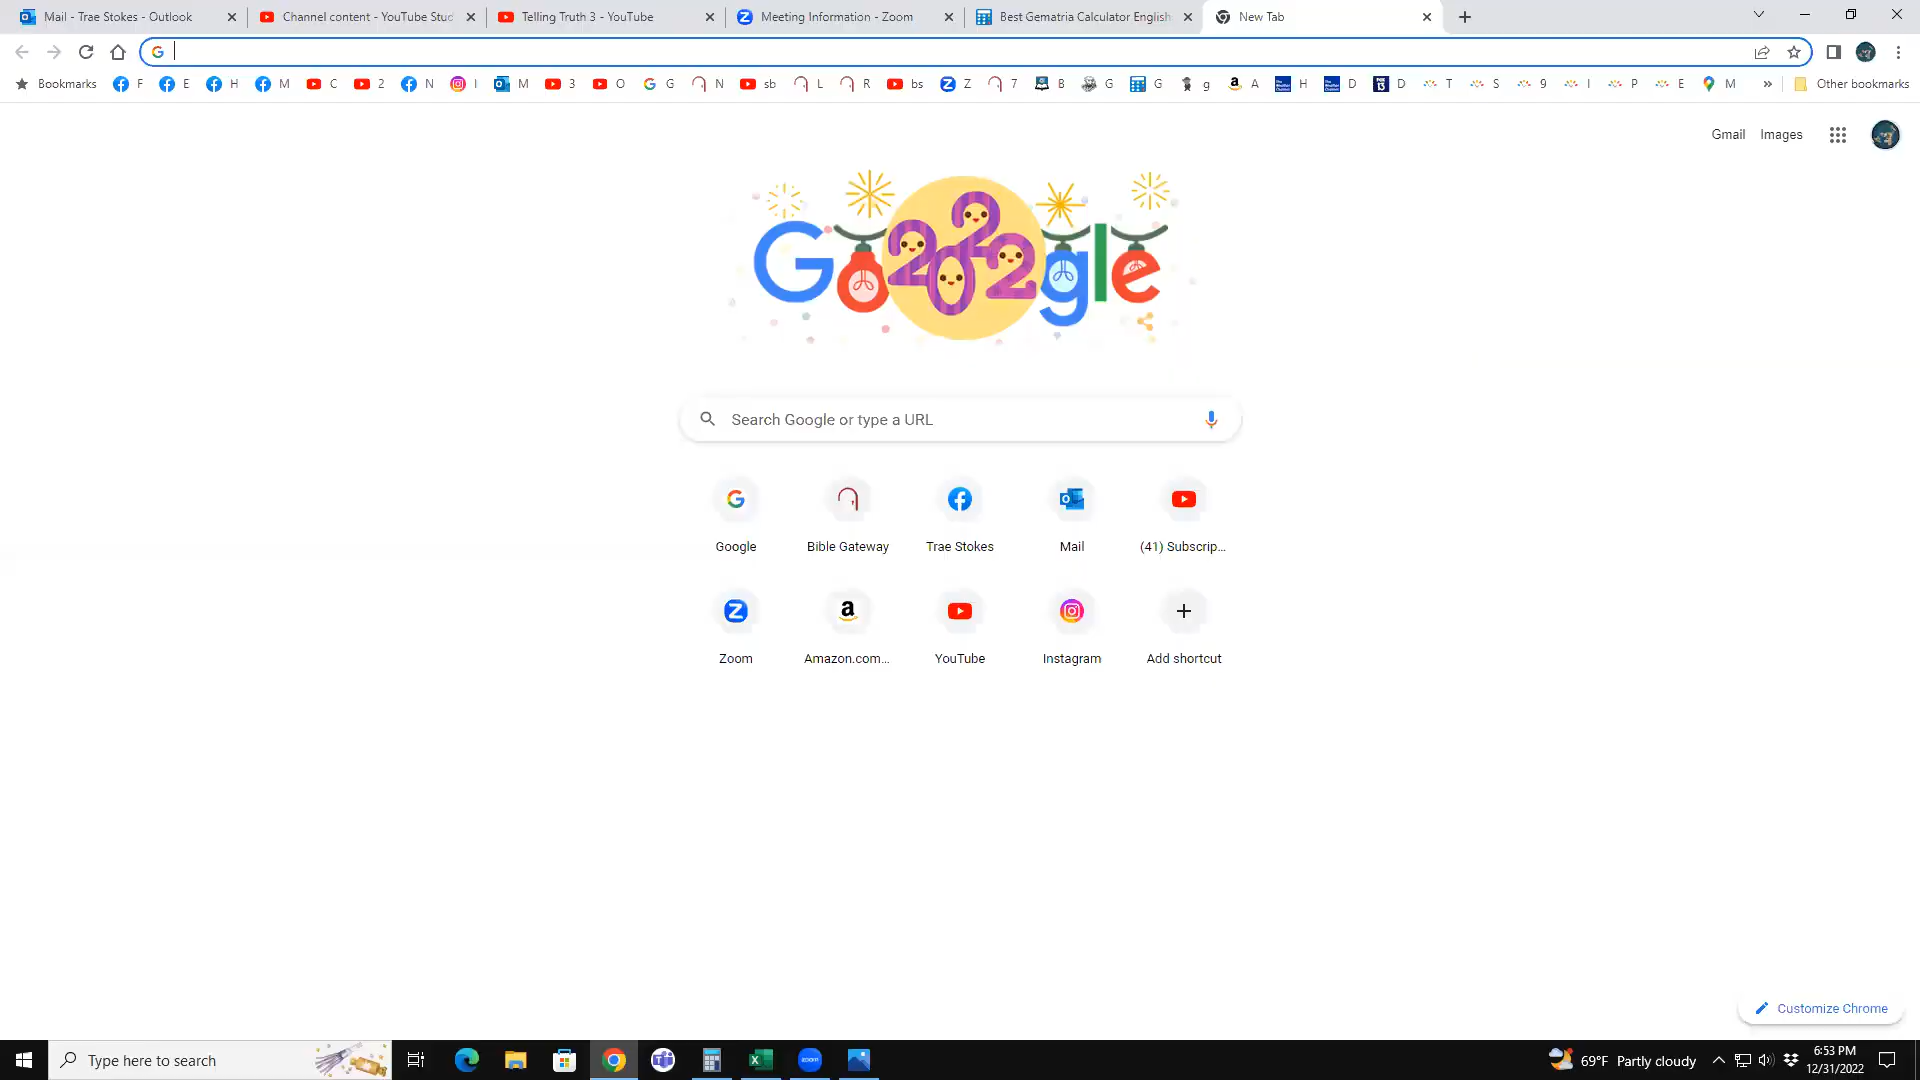 Mail - Trae Stokes - Outlook
Channel content - YouTube Stud
Telling Truth 3 - YouTube
Meeting Information - Zoom
Best Gematria Calculator English
New Tab
Bookmarks F E H M C 2 N I M 3 O G N sb L R bs Z 7 B G G g A H D D T S 9 I P E M » Other bookmarks
Gmail Images
Go2022gle
Search Google or type a URL
Google Bible Gateway Trae Stokes Mail (41) Subscrip...
Zoom Amazon.com... YouTube Instagram Add shortcut
Customize Chrome
Type here to search
69°F Partly cloudy
6:53 PM
12/31/2022